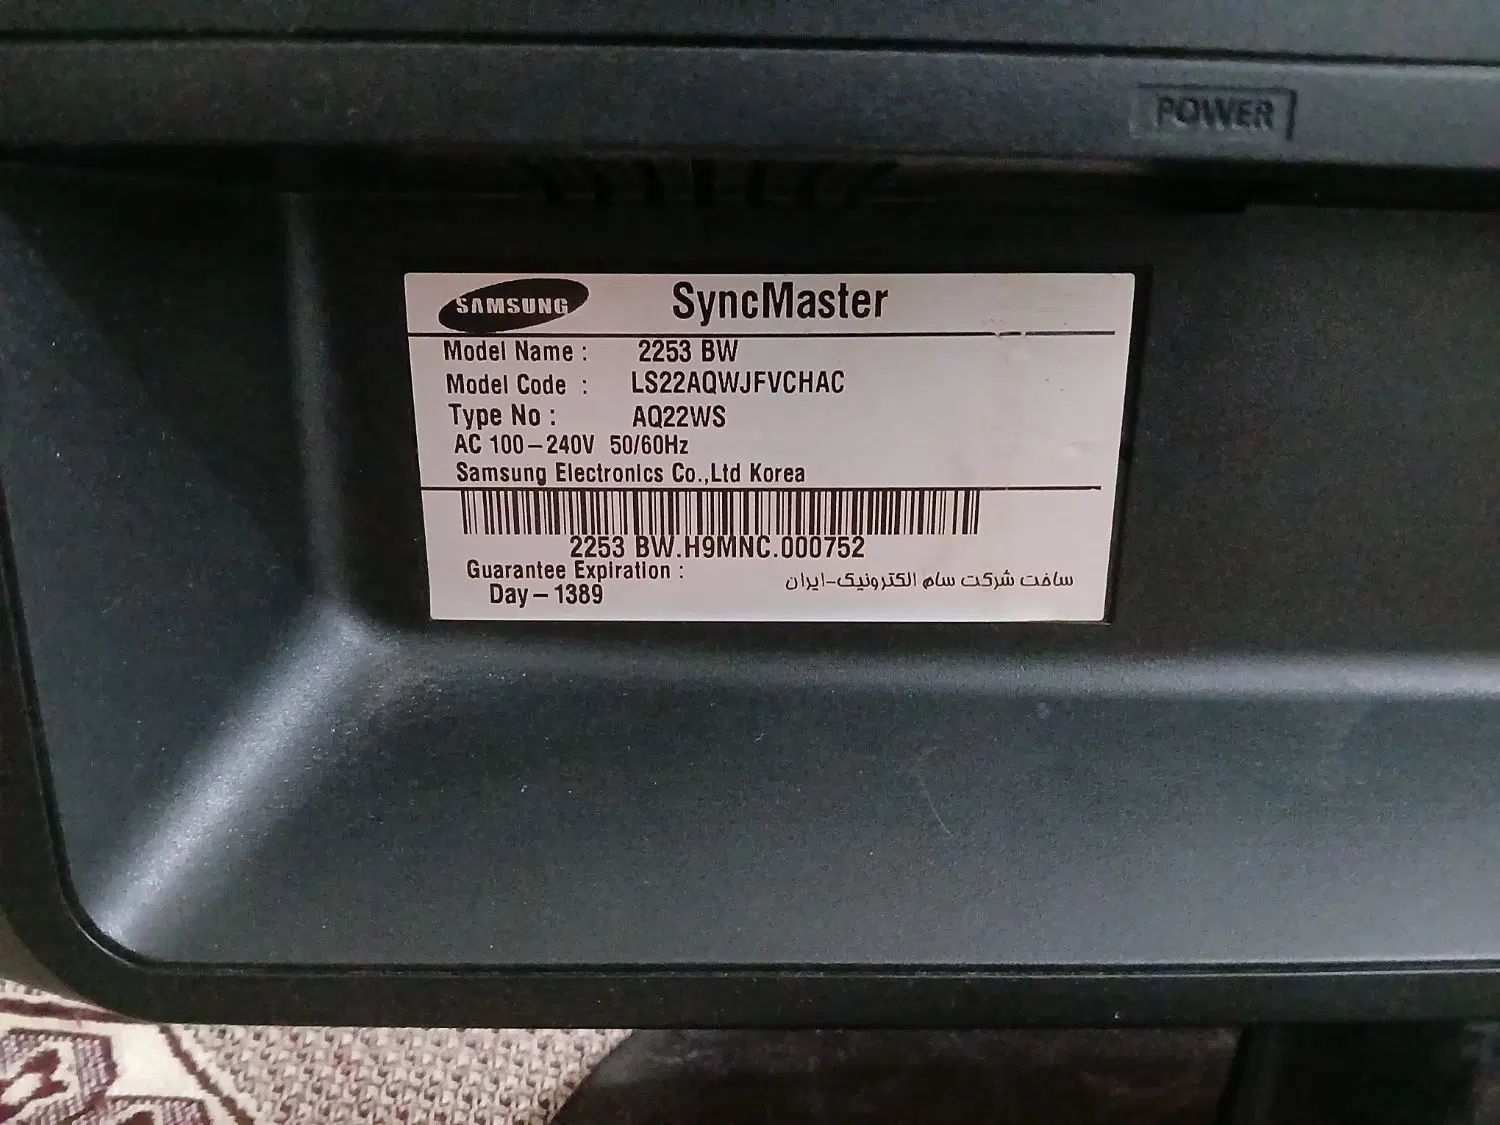 POWER
SAMSUNG SyncMaster
Model Name : 2253 BW
Model Code : LS22AQWJFVCHAC
Type No : AQ22WS
AC 100-240V 50/60Hz
Samsung Electronics Co.,Ltd Korea
2253 BW.H9MNC.000752
Guarantee Expiration :
ساخت شرکت سام الکترونیک-ایران
Day-1389